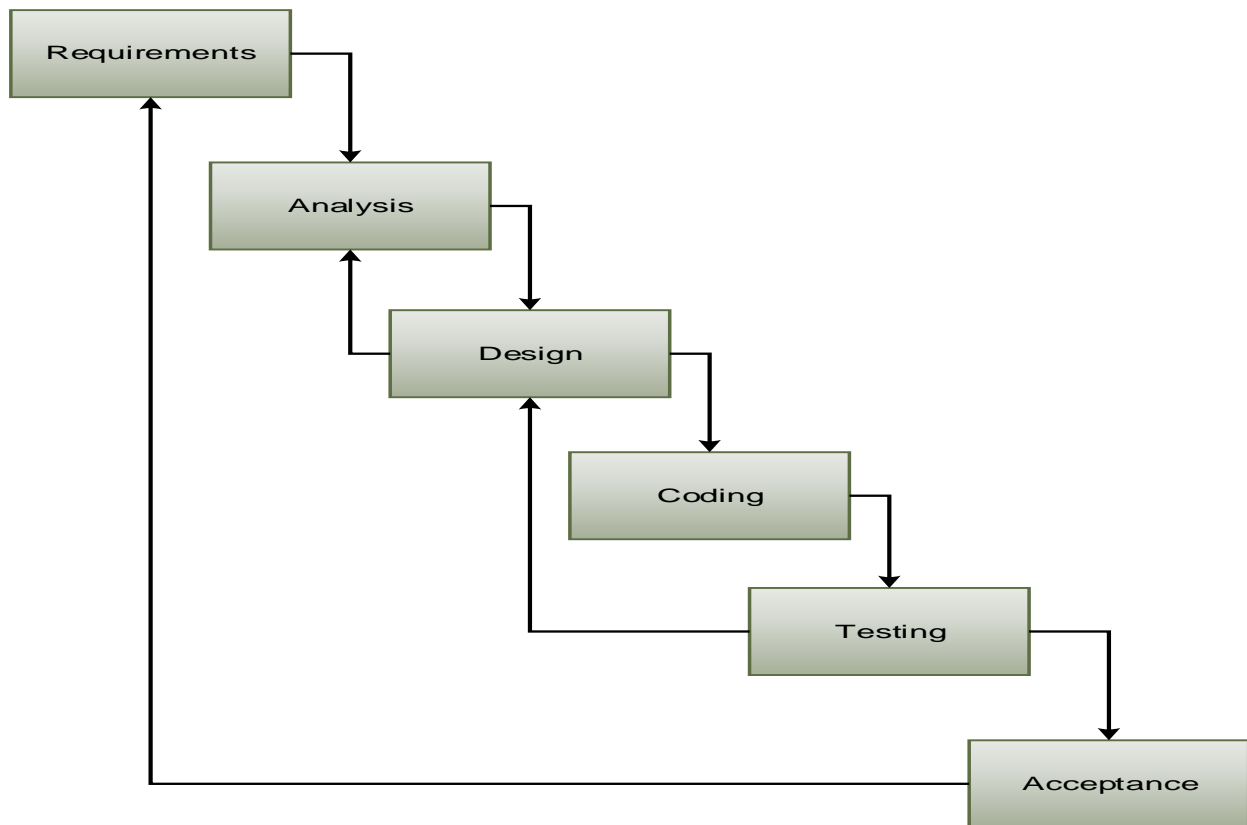 Requirements
Analysis
Design
Coding
Testing
Acceptance